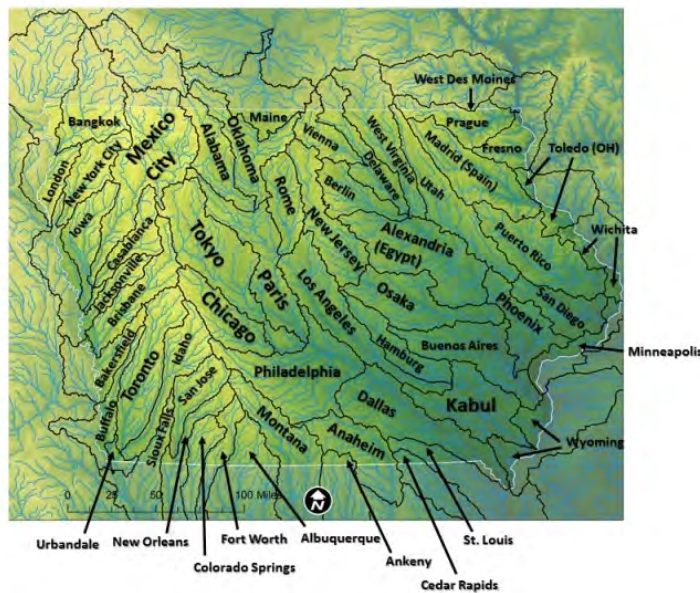 West Des Moines
Bangkok
Mexico
City
Maine
Prague
Fresno
Toledo (OH)
London
New York City
Alabama
Oklahoma
Vienna
West Virginia
Delaware
Utah
Madrid (Spain)
Iowa
Casablanca
Rome
Berlin
Wichita
Jacksonville
Tokyo
New Jersey
Alexandria
(Egypt)
Puerto Rico
Brisbane
Paris
Los Angeles
Osaka
San Diego
Phoenix
Bakersfield
Toronto
Idaho
Chicago
Hamburg
Buenos Aires
Minneapolis
Buffalo
Sioux Falls
San Jose
Philadelphia
Dallas
Kabul
Montana
Anaheim
Wyoming
0 25 50 100 Miles
N
Urbandale
New Orleans
Colorado Springs
Fort Worth
Albuquerque
Ankeny
Cedar Rapids
St. Louis